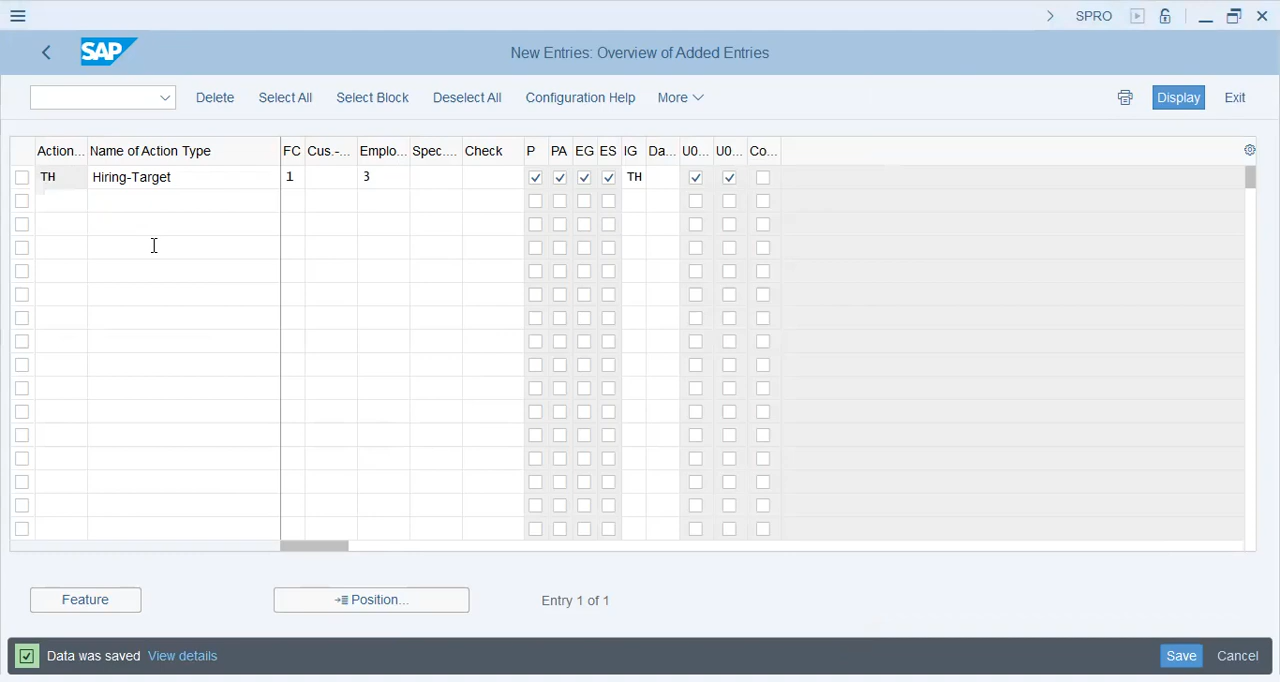 SPRO
SAP
New Entries: Overview of Added Entries
Delete Select All Select Block Deselect All Configuration Help More Display Exit
Action... Name of Action Type FC Cus.-... Emplo... Spec.... Check P PA EG ES IG Da... U0... U0... Co...
TH Hiring-Target 1 3 TH
Feature Position... Entry 1 of 1
Data was saved View details Save Cancel